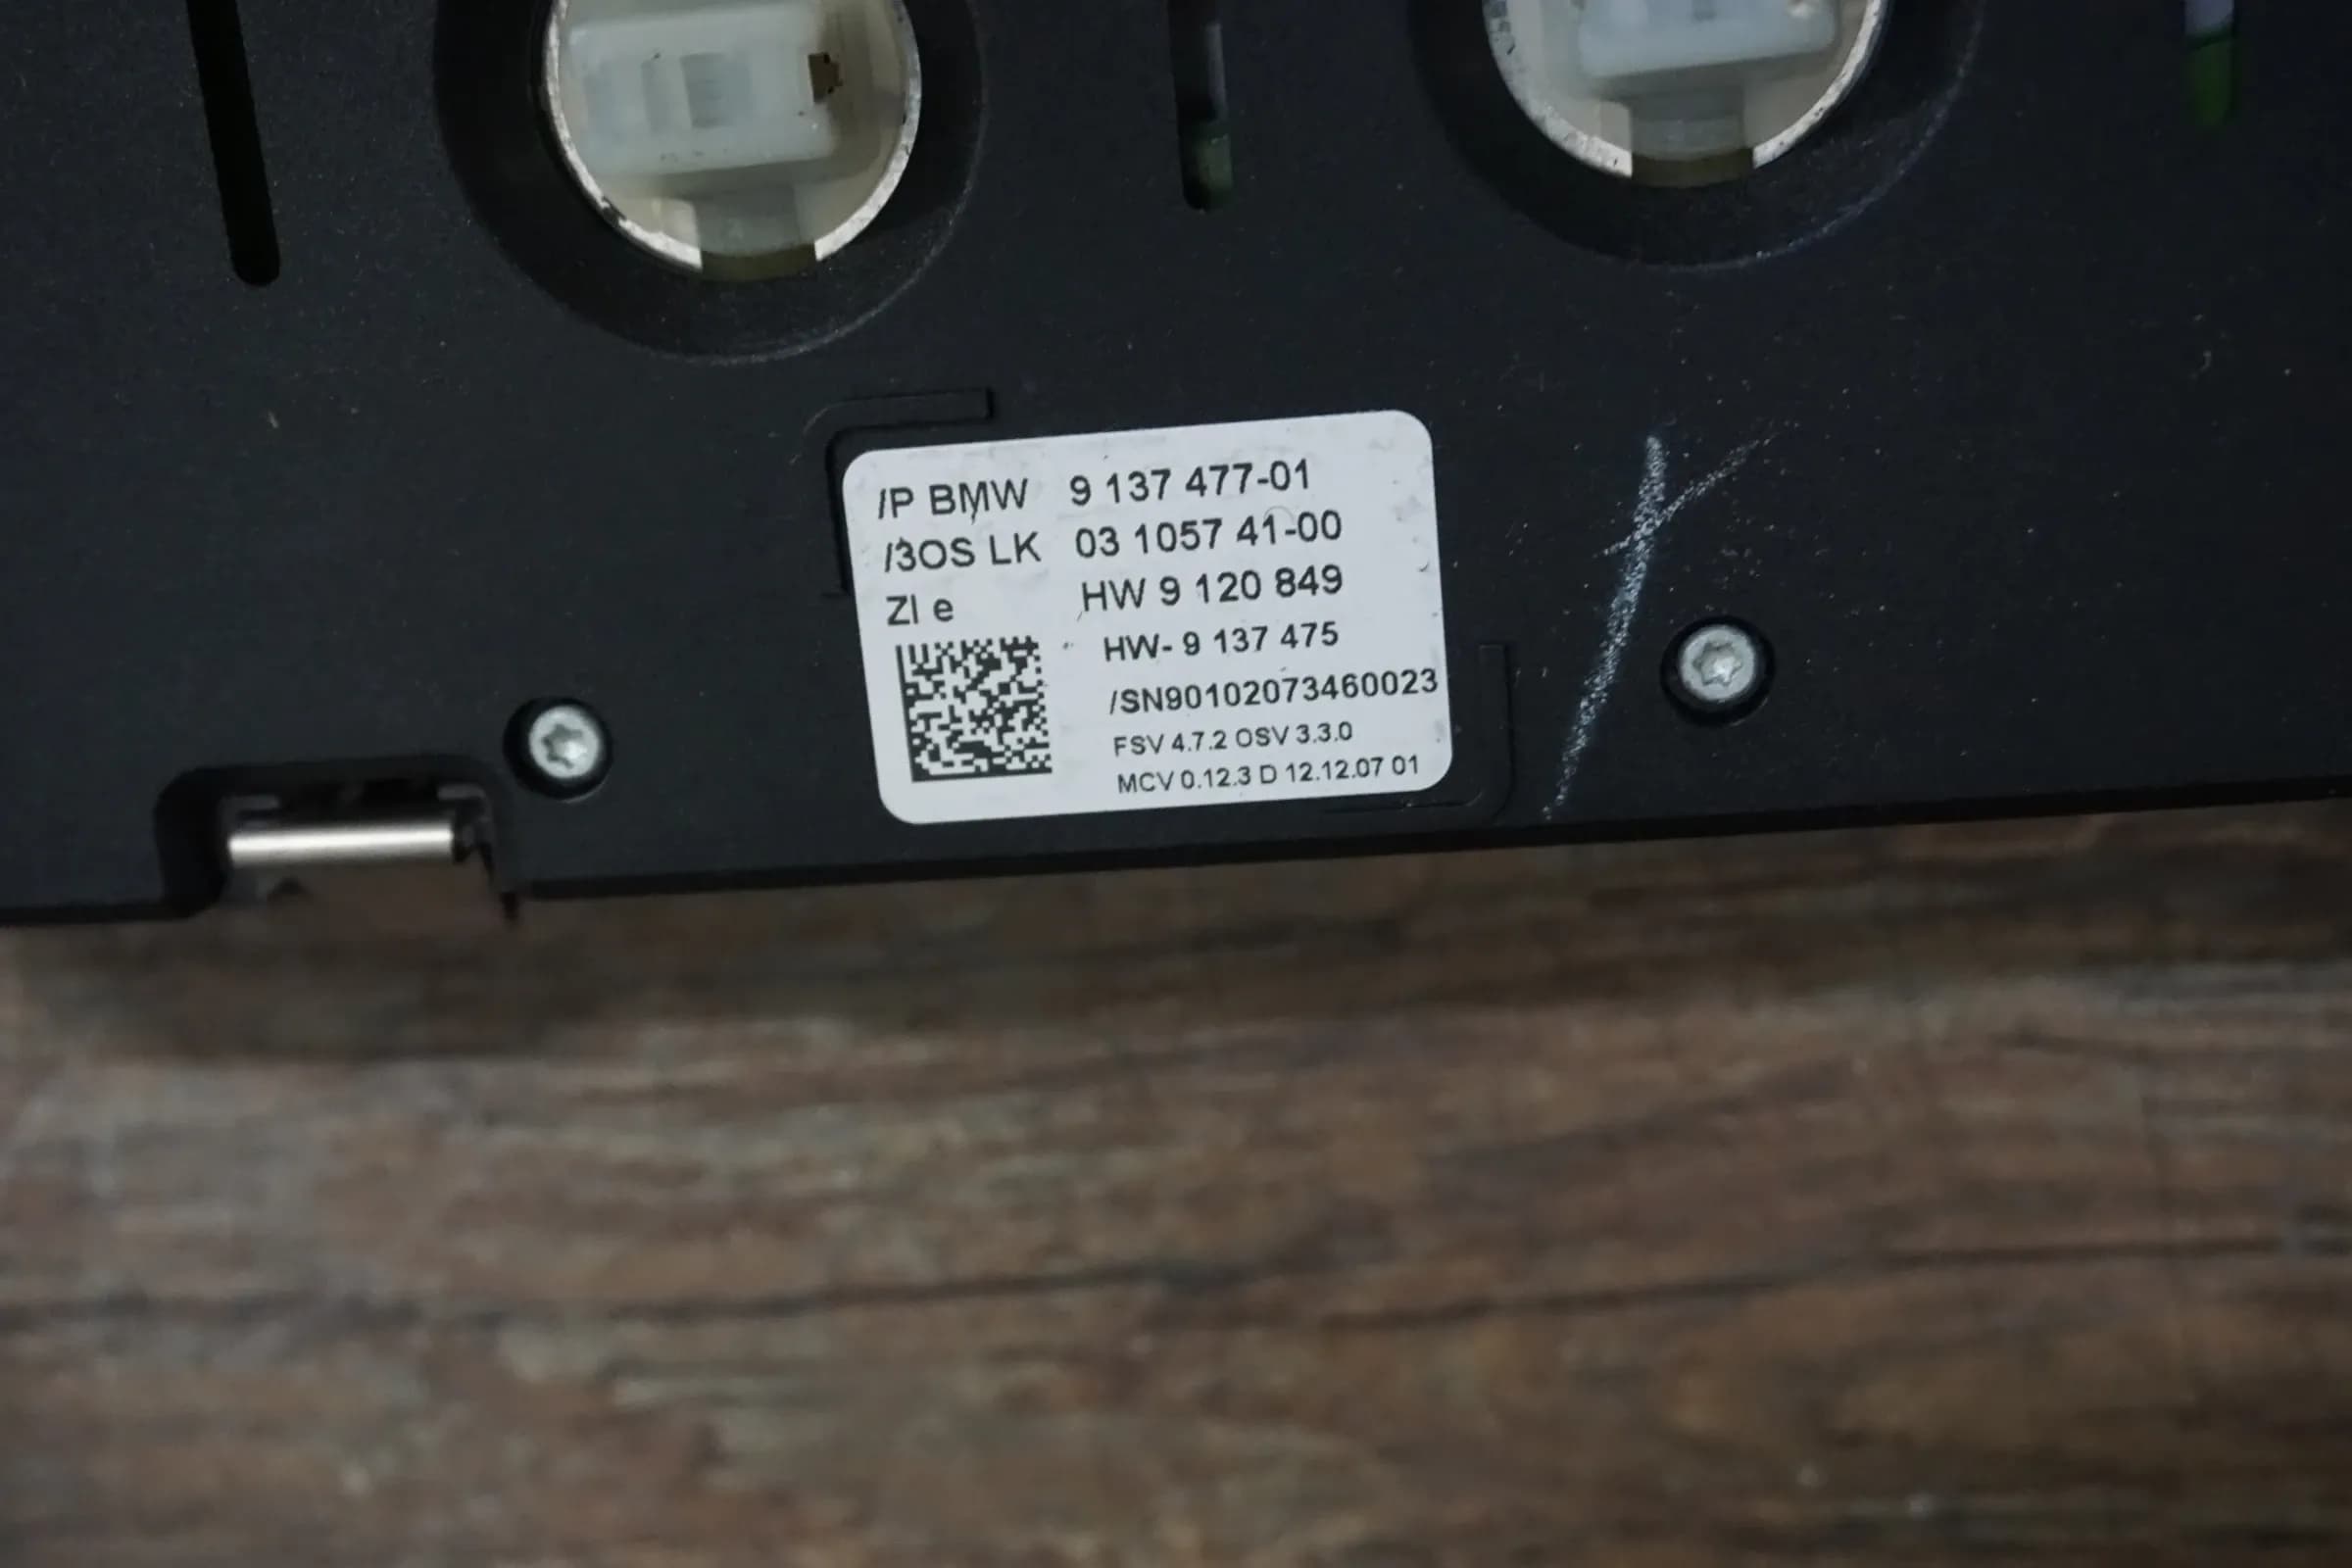 /P BMW 9 137 477-01
/3OS LK 03 1057 41-00
ZI e HW 9 120 849
HW- 9 137 475
/SN90102073460023
FSV 4.7.2 OSV 3.3.0
MCV 0.12.3 D 12.12.07 01